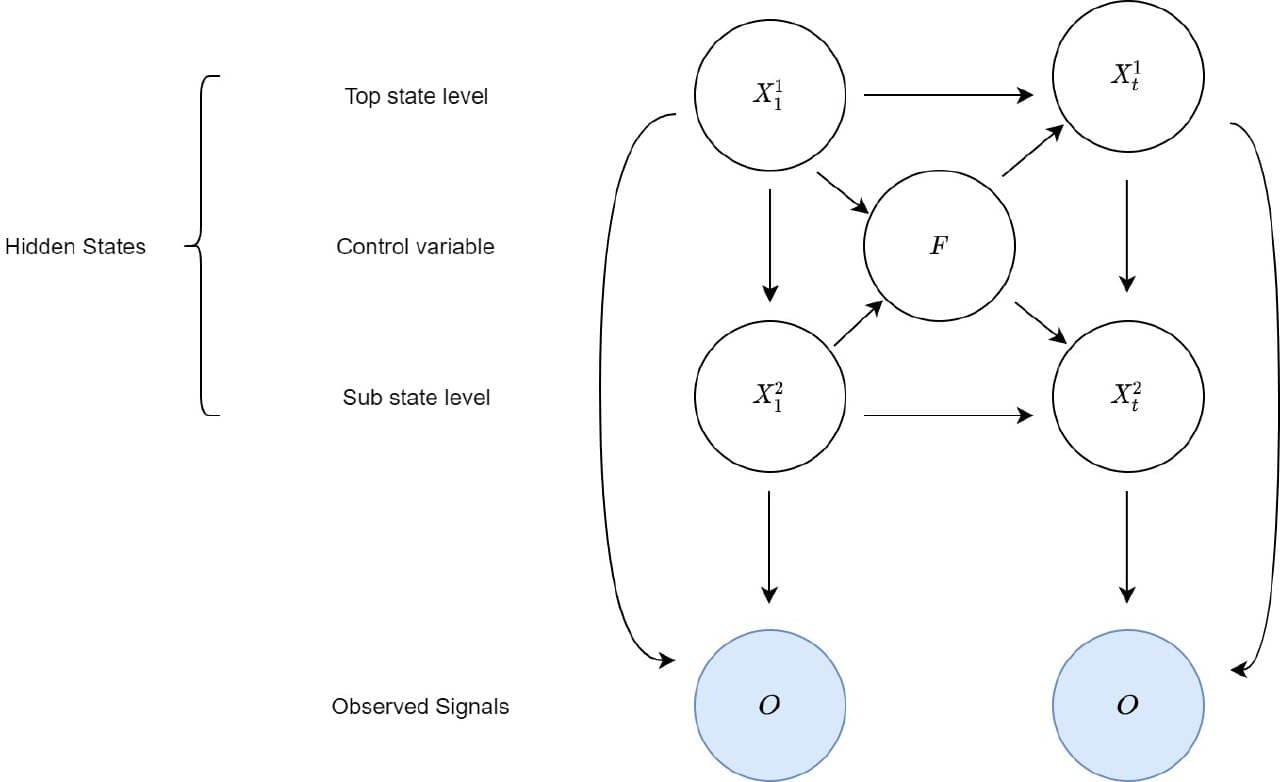 Top state level
X_1^1
X_t^1
Hidden States
Control variable
F
Sub state level
X_1^2
X_t^2
Observed Signals
O
O